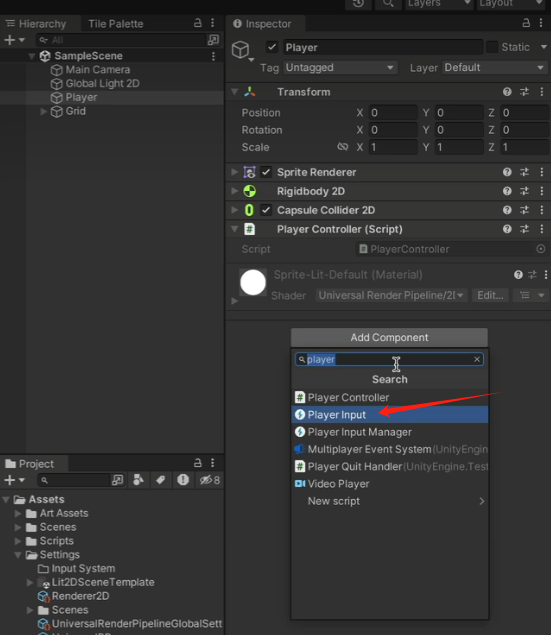 Layers
Layout
Hierarchy
Tile Palette
All
SampleScene
Main Camera
Global Light 2D
Player
Grid
Inspector
Player
Static
Tag Untagged
Layer Default
Transform
Position X 0 Y 0 Z 0
Rotation X 0 Y 0 Z 0
Scale X 1 Y 1 Z 1
Sprite Renderer
Rigidbody 2D
Capsule Collider 2D
Player Controller (Script)
Script PlayerController
Sprite-Lit-Default (Material)
Shader Universal Render Pipeline/2I Edit...
Add Component
player
Search
Player Controller
Player Input
Player Input Manager
Multiplayer Event System (UnityEngin
Player Quit Handler (UnityEngine.Test
Video Player
New script
Project
8
Assets
Art Assets
Scenes
Scripts
Settings
Input System
Lit2DSceneTemplate
Renderer2D
Scenes
UniversalRenderPipelineGlobalSett